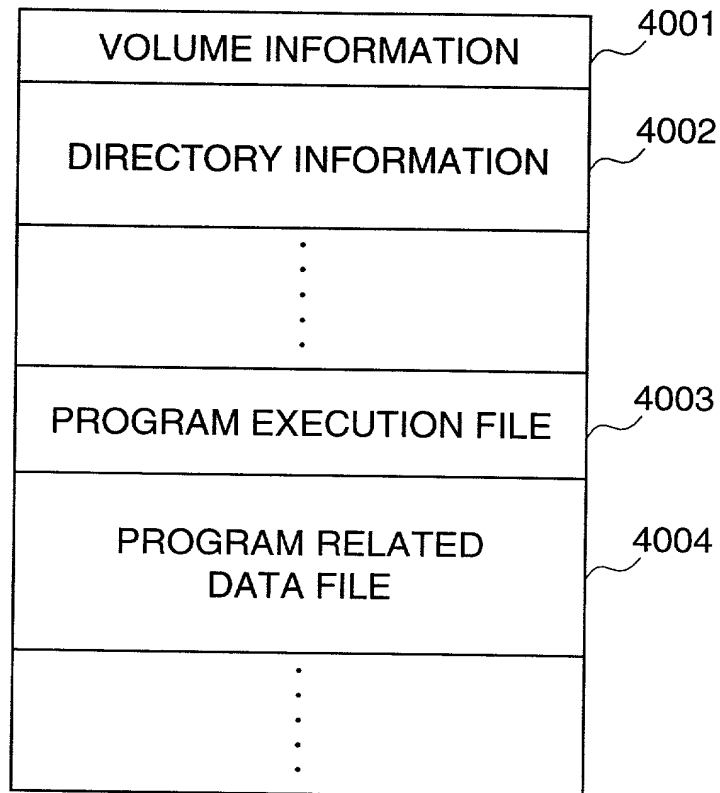 VOLUME INFORMATION
4001
DIRECTORY INFORMATION
4002
PROGRAM EXECUTION FILE
4003
PROGRAM RELATED
DATA FILE
4004